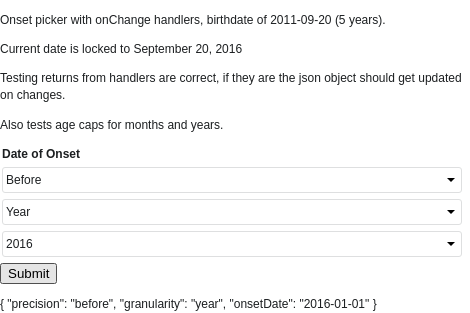 Onset picker with onChange handlers, birthdate of 2011-09-20 (5 years).
Current date is locked to September 20, 2016
Testing returns from handlers are correct, if they are the json object should get updated
on changes.
Also tests age caps for months and years.
Date of Onset
Before
Year
2016
Submit
{ "precision": "before", "granularity": "year", "onsetDate": "2016-01-01" }